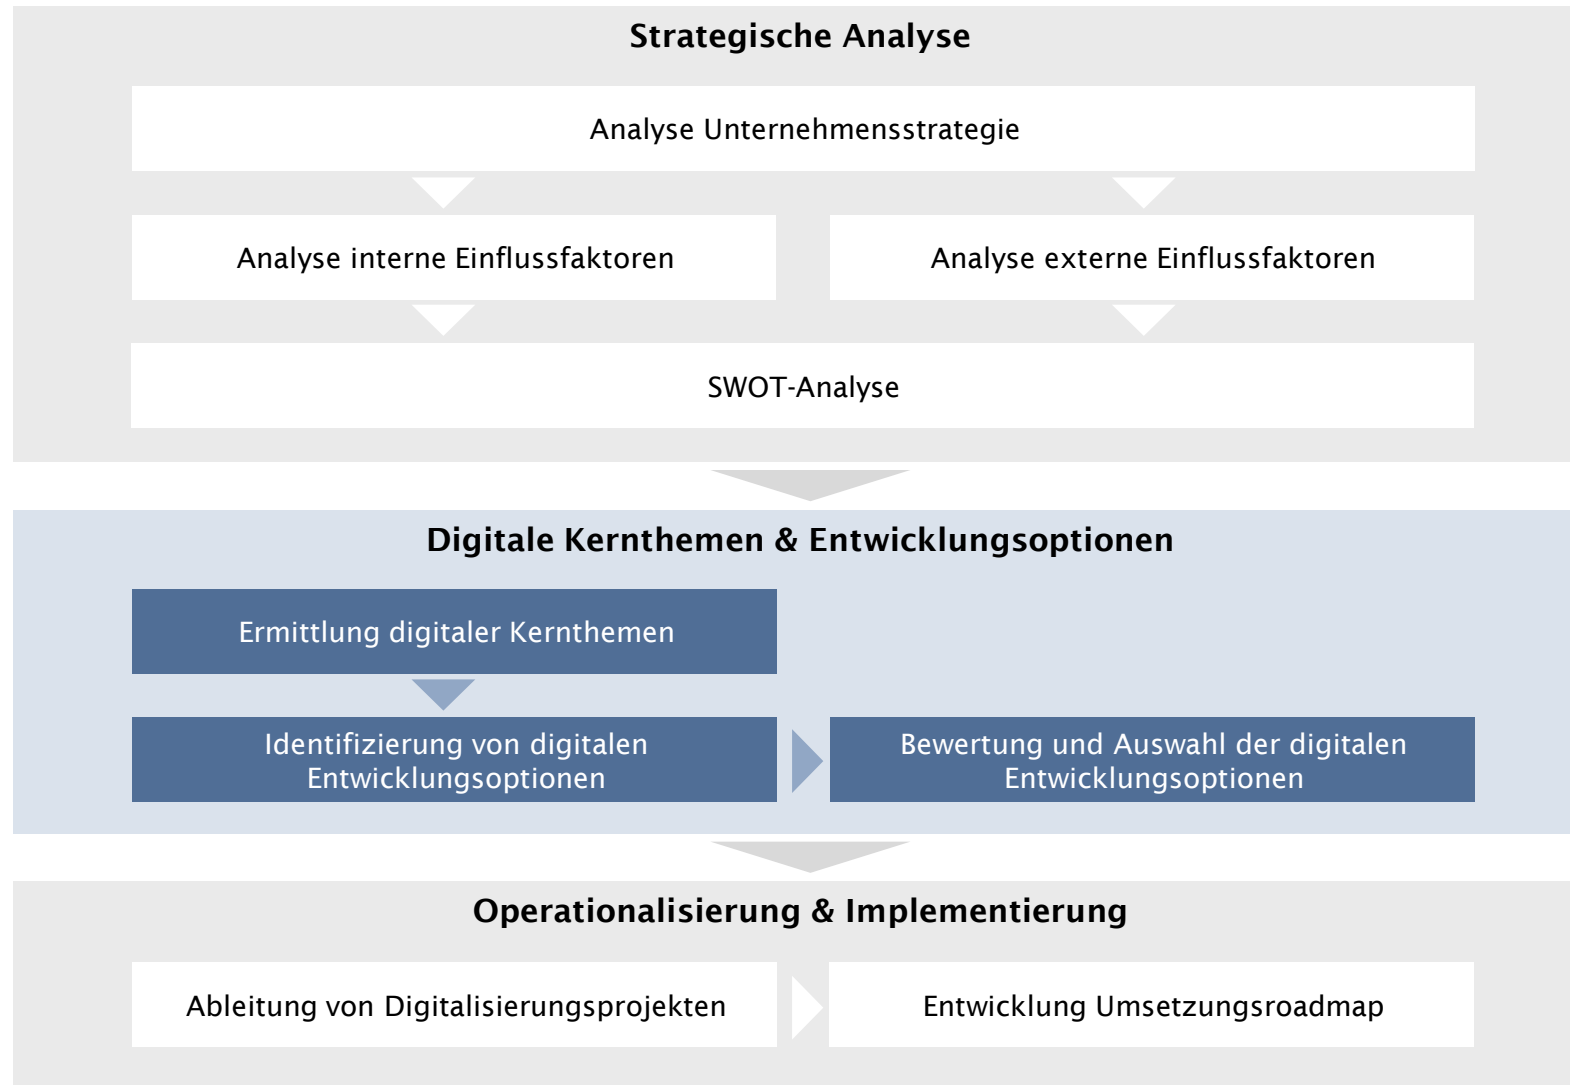 Strategische Analyse
Analyse Unternehmensstrategie
Analyse interne Einflussfaktoren
Analyse externe Einflussfaktoren
SWOT-Analyse
Digitale Kernthemen & Entwicklungsoptionen
Ermittlung digitaler Kernthemen
Identifizierung von digitalen
Entwicklungsoptionen
Bewertung und Auswahl der digitalen
Entwicklungsoptionen
Operationalisierung & Implementierung
Ableitung von Digitalisierungsprojekten
Entwicklung Umsetzungsroadmap